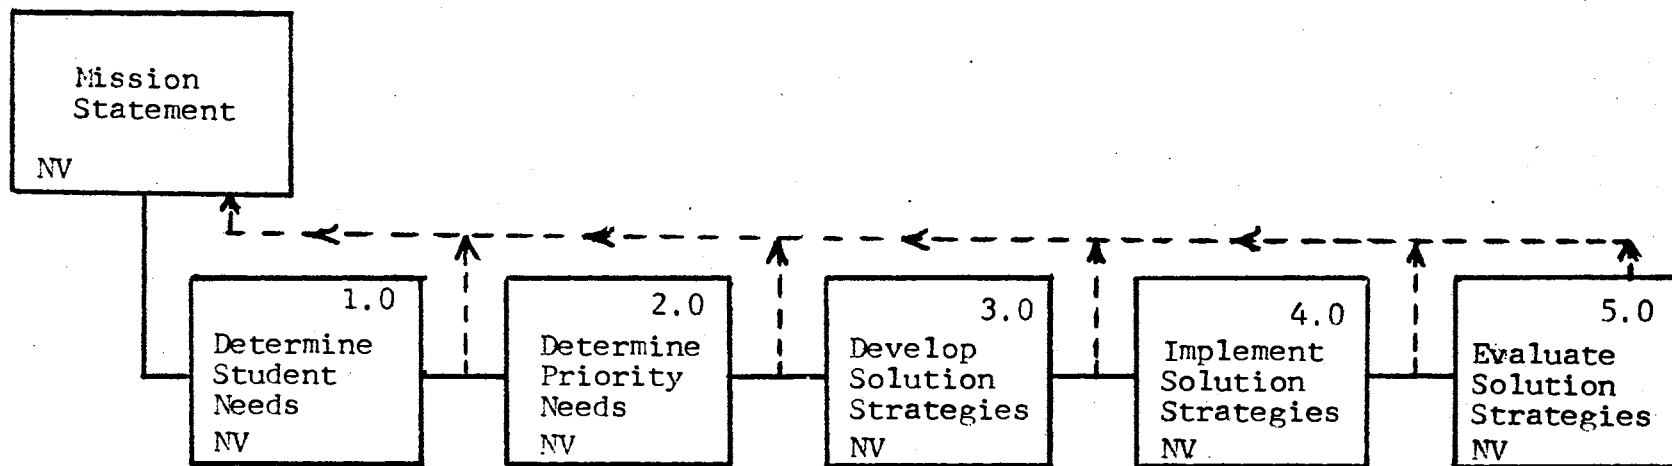 Mission
Statement
NV
1.0
Determine
Student
Needs
NV
2.0
Determine
Priority
Needs
NV
3.0
Develop
Solution
Strategies
NV
4.0
Implement
Solution
Strategies
NV
5.0
Evaluate
Solution
Strategies
NV